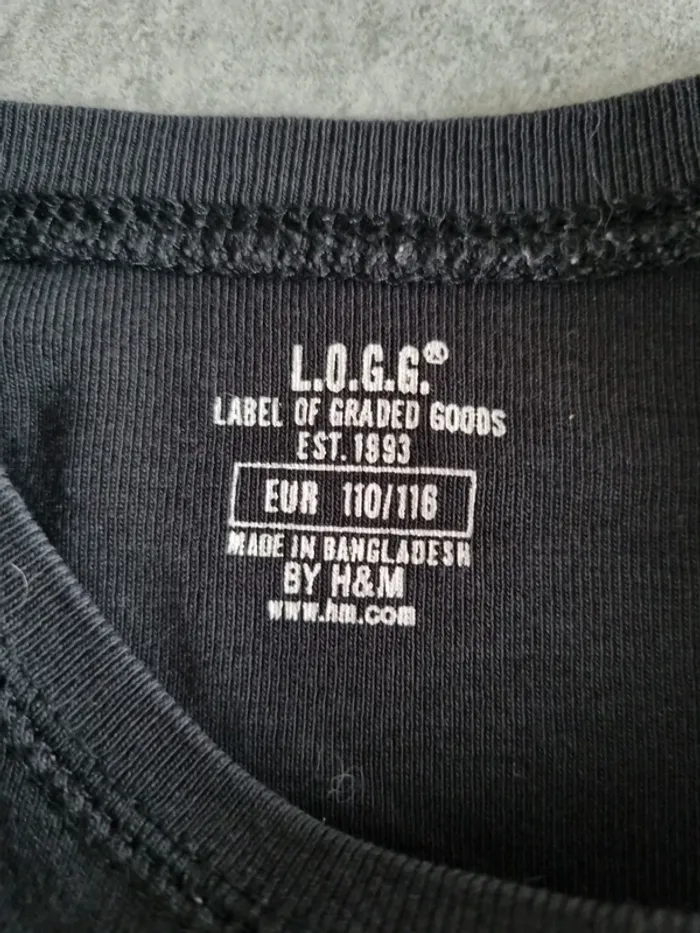 L.O.G.G.®
LABEL OF GRADED GOODS
EST. 1993
EUR 110/116
MADE IN BANGLADESH
BY H&M
www.hm.com